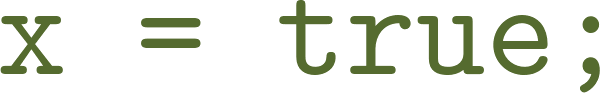 x = true;